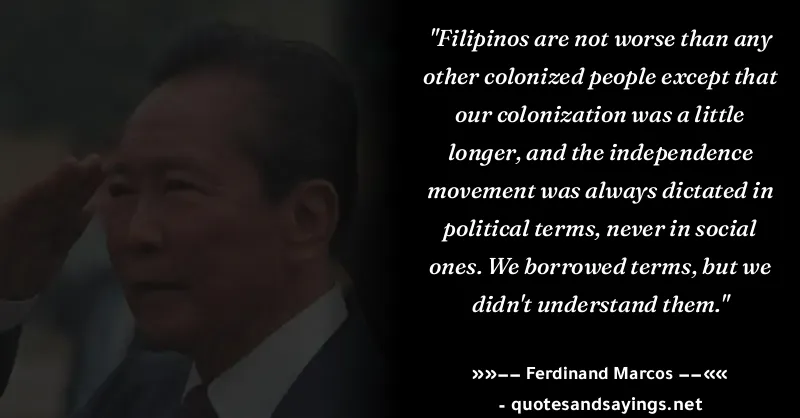 "Filipinos are not worse than any
other colonized people except that
our colonization was a little
longer, and the independence
movement was always dictated in
political terms, never in social
ones. We borrowed terms, but we
didn't understand them."
»»−− Ferdinand Marcos −−««
- quotesandsayings.net